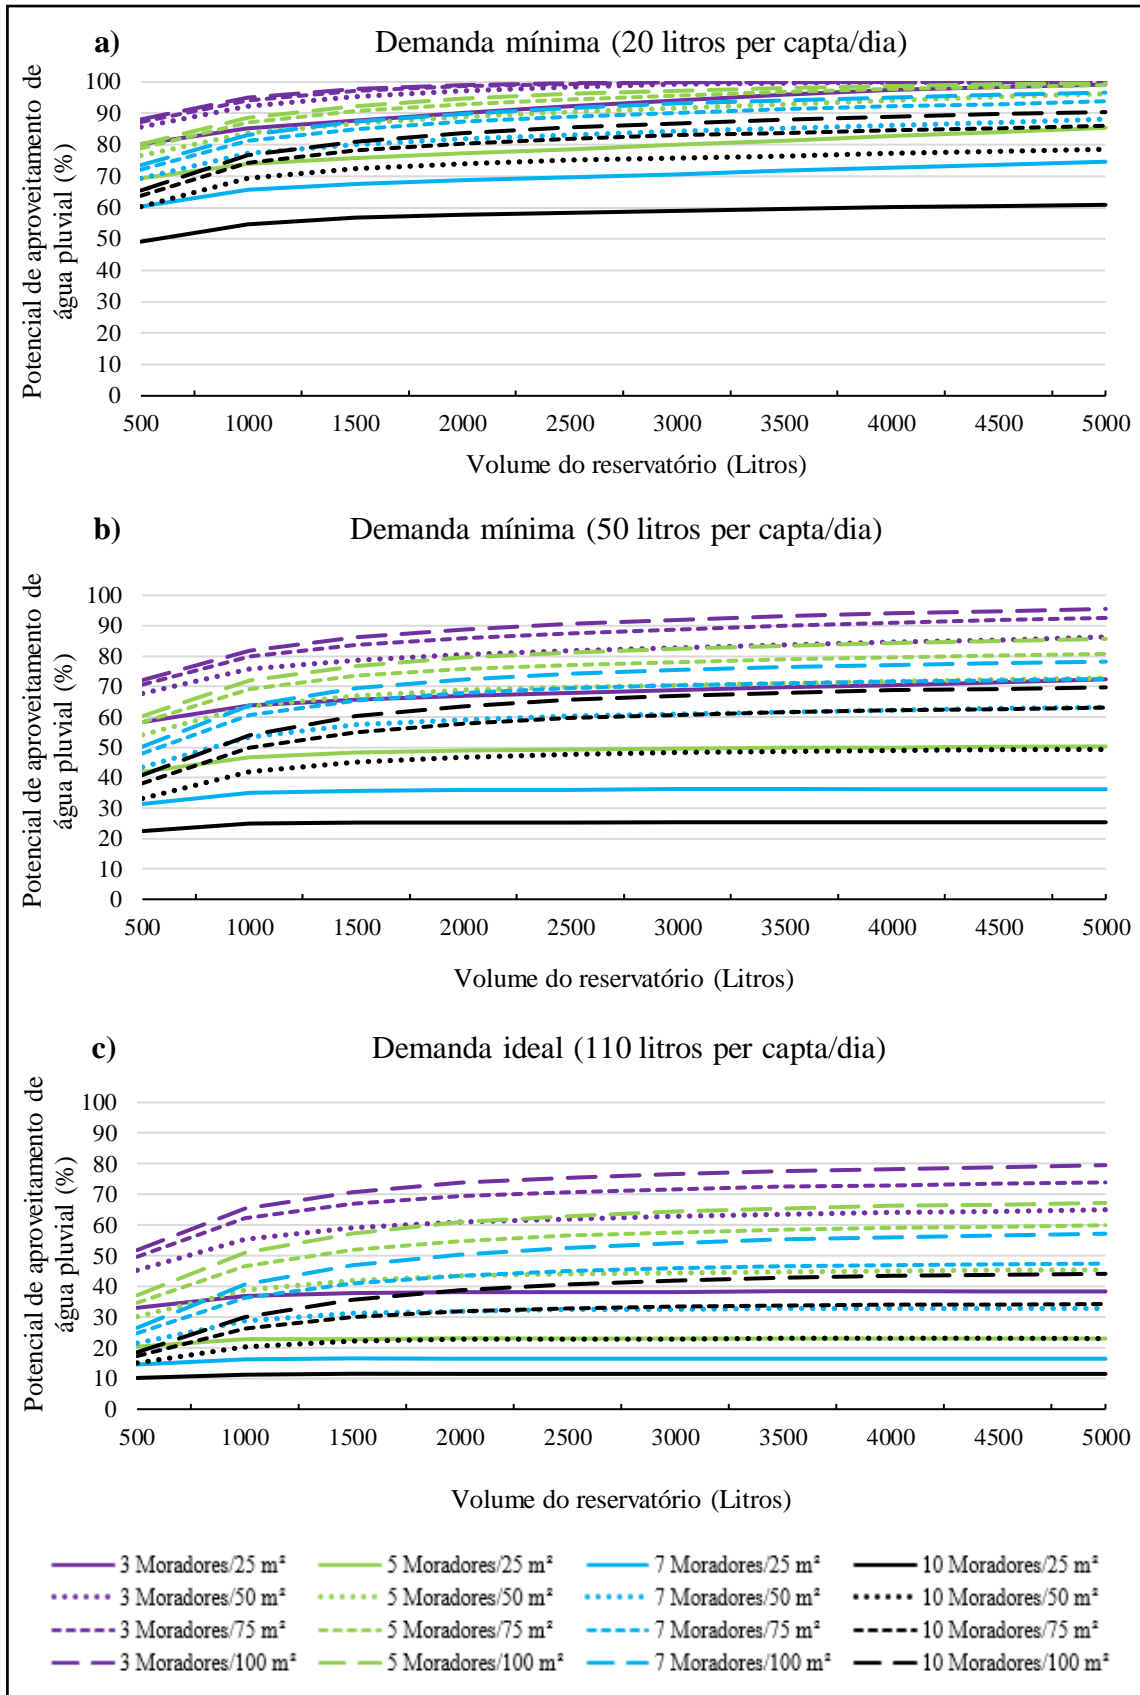 a) Demanda mínima (20 litros per capta/dia)
Potencial de aproveitamento de
água pluvial (%)
100
90
80
70
60
50
40
30
20
10
0
500 1000 1500 2000 2500 3000 3500 4000 4500 5000
Volume do reservatório (Litros)
b) Demanda mínima (50 litros per capta/dia)
Potencial de aproveitamento de
água pluvial (%)
100
90
80
70
60
50
40
30
20
10
0
500 1000 1500 2000 2500 3000 3500 4000 4500 5000
Volume do reservatório (Litros)
c) Demanda ideal (110 litros per capta/dia)
Potencial de aproveitamento de
água pluvial (%)
100
90
80
70
60
50
40
30
20
10
0
500 1000 1500 2000 2500 3000 3500 4000 4500 5000
Volume do reservatório (Litros)
3 Moradores/25 m² 5 Moradores/25 m² 7 Moradores/25 m² 10 Moradores/25 m²
3 Moradores/50 m² 5 Moradores/50 m² 7 Moradores/50 m² 10 Moradores/50 m²
3 Moradores/75 m² 5 Moradores/75 m² 7 Moradores/75 m² 10 Moradores/75 m²
3 Moradores/100 m² 5 Moradores/100 m² 7 Moradores/100 m² 10 Moradores/100 m²